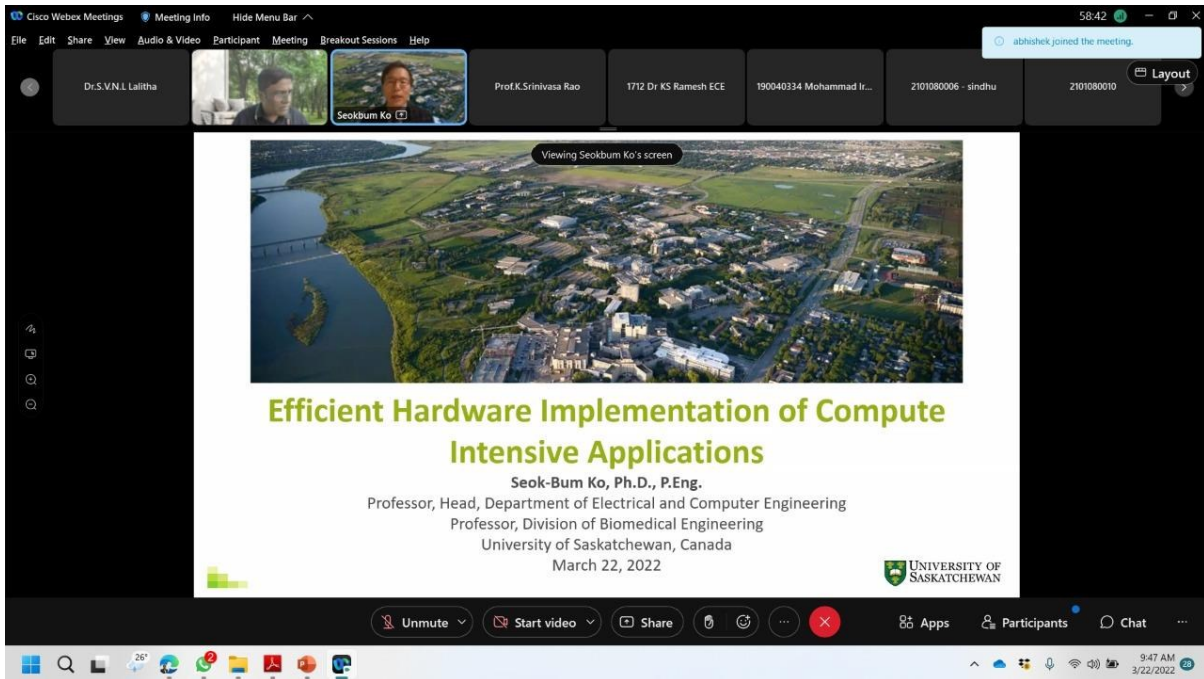 Cisco Webex Meetings Meeting Info Hide Menu Bar
58:42
File Edit Share View Audio & Video Participant Meeting Breakout Sessions Help
abhishek joined the meeting.
Layout
Dr.S.V.N.L Lalitha
Seokbum Ko
Prof.K.Srinivasa Rao
1712 Dr KS Ramesh ECE
190040334 Mohammad Ir...
2101080006 - sindhu
2101080010
Viewing Seokbum Ko's screen
Efficient Hardware Implementation of Compute
Intensive Applications
Seok-Bum Ko, Ph.D., P.Eng.
Professor, Head, Department of Electrical and Computer Engineering
Professor, Division of Biomedical Engineering
University of Saskatchewan, Canada
March 22, 2022
UNIVERSITY OF
SASKATCHEWAN
Unmute Start video Share Apps Participants Chat
26°
2
9:47 AM
3/22/2022
28